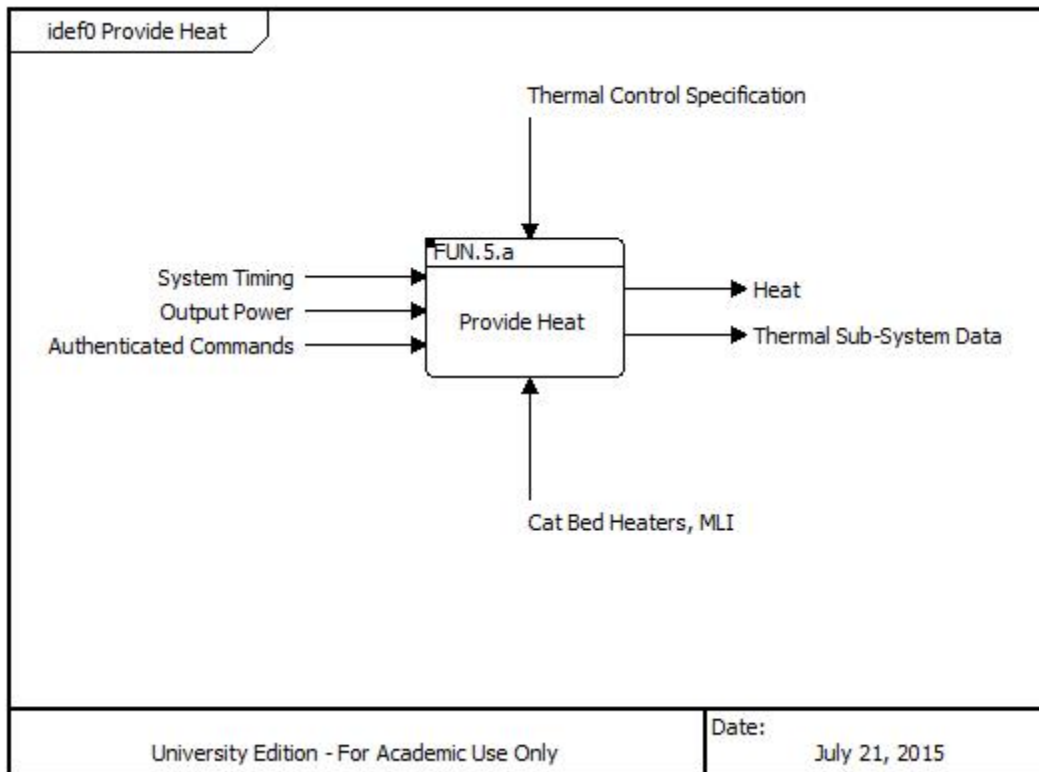 idef0 Provide Heat
Thermal Control Specification
FUN.5.a
System Timing
Output Power
Authenticated Commands
Provide Heat
Heat
Thermal Sub-System Data
Cat Bed Heaters, MLI
University Edition - For Academic Use Only
Date:
July 21, 2015